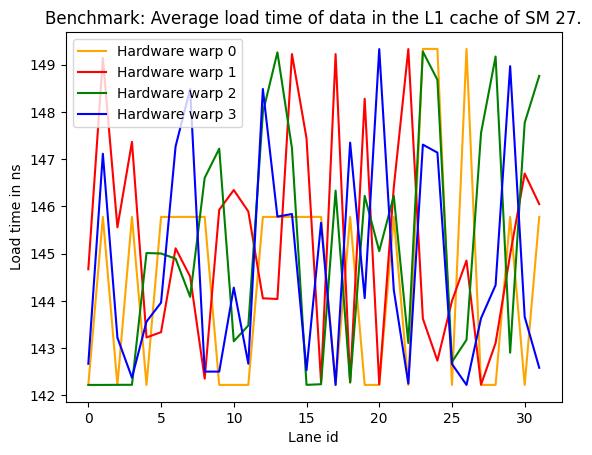 Benchmark: Average load time of data in the L1 cache of SM 27.
Hardware warp 0
Hardware warp 1
Hardware warp 2
Hardware warp 3
149
148
147
146
145
144
143
142
Load time in ns
0 5 10 15 20 25 30
Lane id